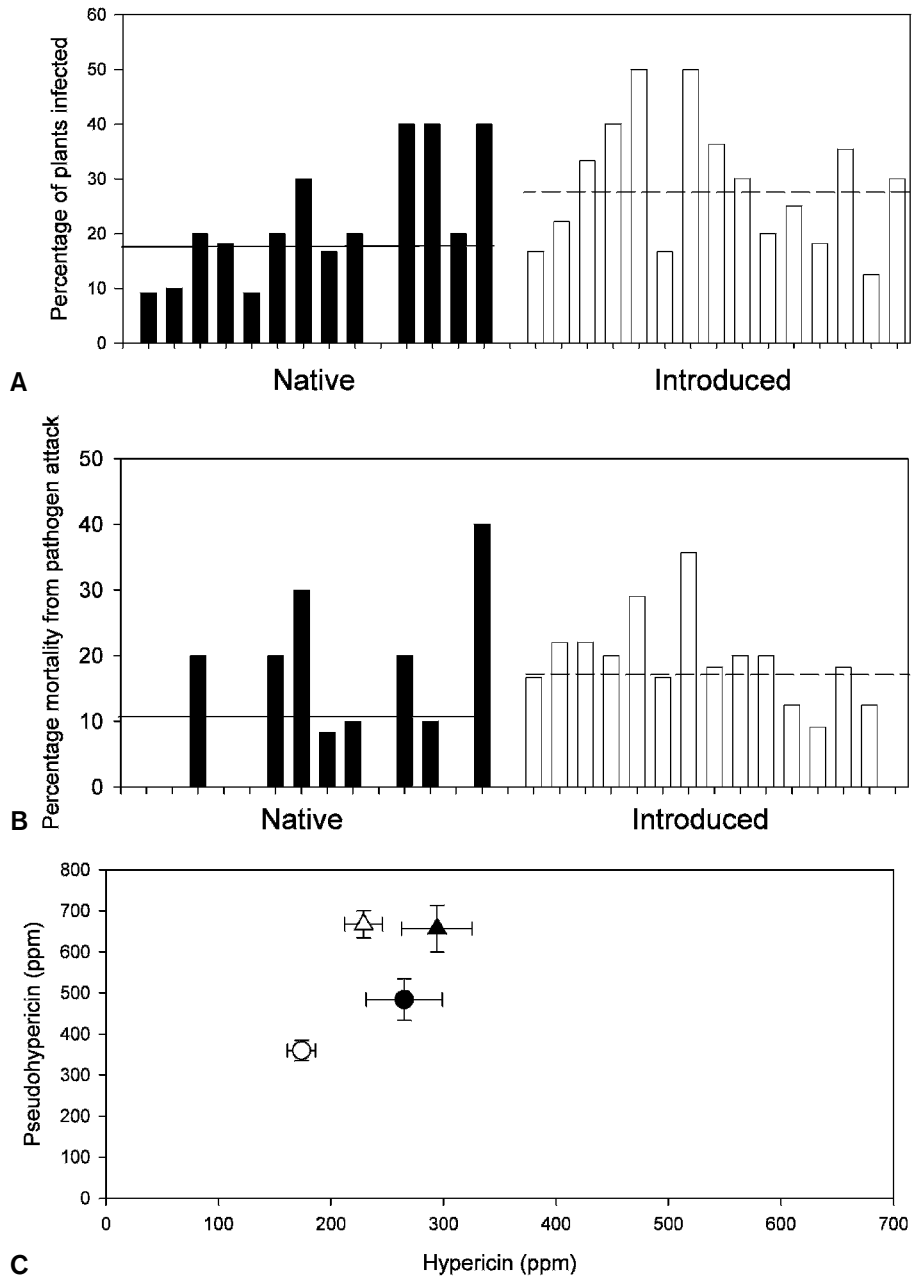 60
50
40
30
20
10
0
Percentage of plants infected
Native Introduced
A
50
40
30
20
10
0
Percentage mortality from pathogen attack
Native Introduced
B
800
700
600
500
400
300
200
100
0
Pseudohypericin (ppm)
0 100 200 300 400 500 600 700
Hypericin (ppm)
C